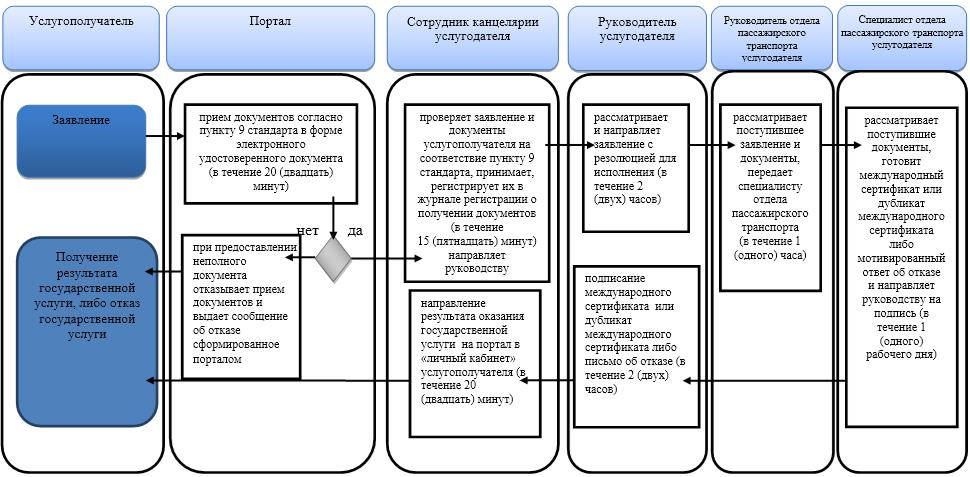 Услугополучатель
Портал
Сотрудник канцелярии
услугодателя
Руководитель
услугодателя
Руководитель отдела
пассажирского
транспорта
услугодателя
Специалист отдела
пассажирского транспорта
услугодателя
Заявление
прием документов согласно
пункту 9 стандарта в форме
электронного
удостоверенного документа
(в течение 20 (двадцать)
минут)
нет
да
проверяет заявление и
документы
услугополучателя на
соответствие пункту 9
стандарта, принимает,
регистрирует их в
журнале регистрации о
получении документов
(в течение
15 (пятнадцать) минут)
направляет
руководству
рассматривает
и направляет
заявление с
резолюцией для
исполнения (в
течение 2
(двух) часов)
рассматривает
поступившее
заявление и
документы,
передает
специалисту
отдела
пассажирского
транспорта
(в течение 1
(одного) часа)
рассматривает
поступившие
документы,
готовит
международный
сертификат или
дубликат
международного
сертификата
либо
мотивированный
ответ об отказе
и направляет
руководству на
подпись (в
течение 1
(одного)
рабочего дня)
Получение
результата
государственной
услуги, либо отказ
государственной
услуги
при предоставлении
неполного
документа
отказывает прием
документов и
выдает сообщение
об отказе
сформированное
порталом
направление
результата оказания
государственной
услуги на портал в
«личный кабинет»
услугополучателя (в
течение 20
(двадцать) минут)
подписание
международного
сертификата или
дубликат
международного
сертификата либо
письмо об отказе (в
течение 2 (двух)
часов)